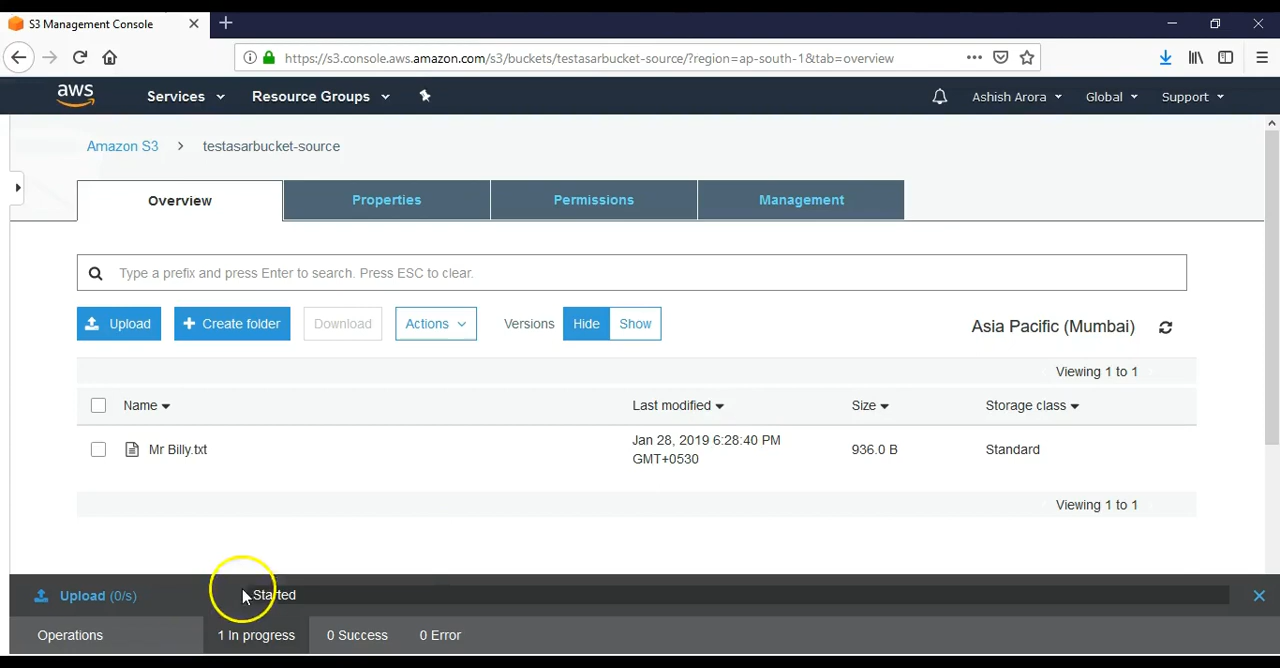 S3 Management Console
https://s3.console.aws.amazon.com/s3/buckets/testasarbucket-source/?region=ap-south-1&tab=overview
aws Services Resource Groups Ashish Arora Global Support
Amazon S3 > testasarbucket-source
Overview Properties Permissions Management
Type a prefix and press Enter to search. Press ESC to clear.
Upload + Create folder Download Actions Versions Hide Show Asia Pacific (Mumbai)
Viewing 1 to 1
Name Last modified Size Storage class
Mr Billy.txt Jan 28, 2019 6:28:40 PM GMT+0530 936.0 B Standard
Viewing 1 to 1
Upload (0/s) Started
Operations 1 In progress 0 Success 0 Error